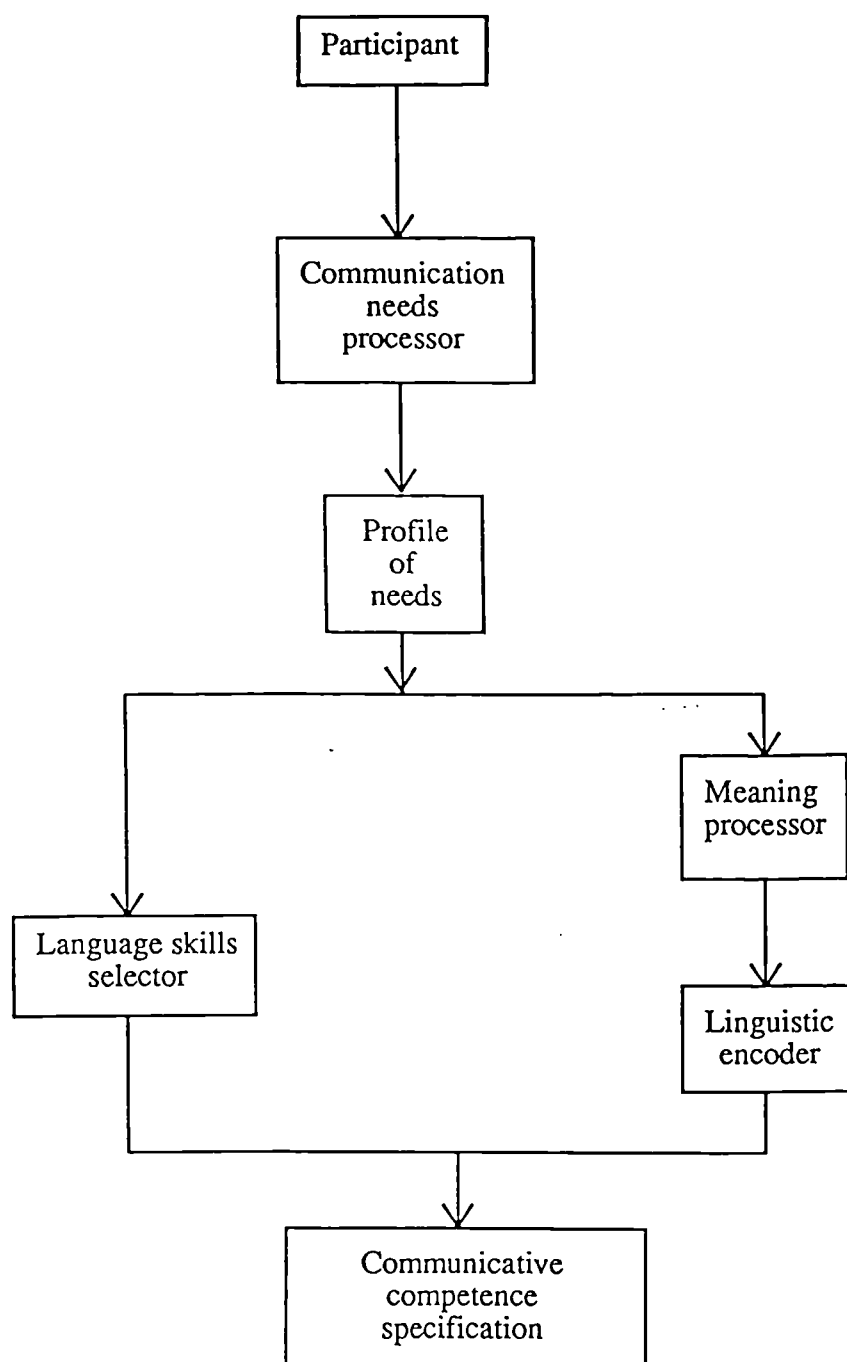 Participant
Communication
needs
processor
Profile
of
needs
Meaning
processor
Language skills
selector
Linguistic
encoder
Communicative
competence
specification